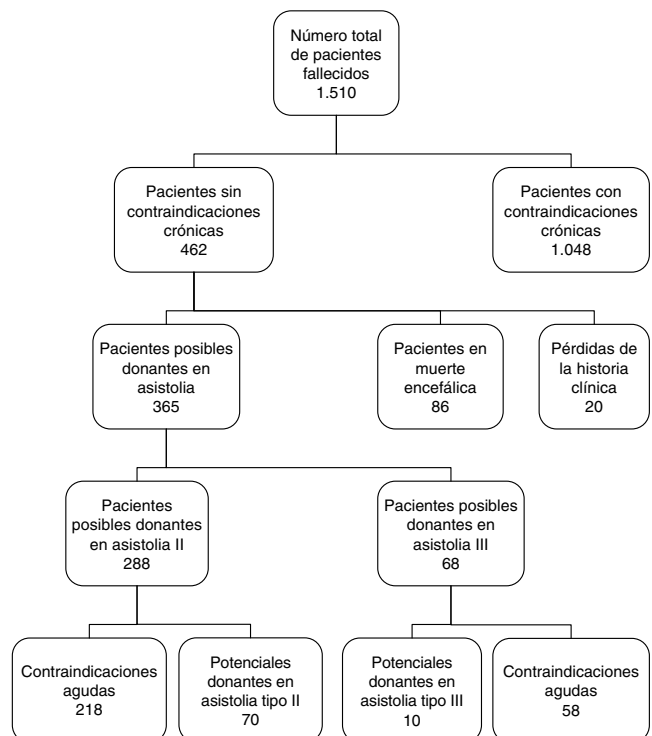 Número total
de pacientes
fallecidos
1.510
Pacientes sin
contraindicaciones
crónicas
462
Pacientes con
contraindicaciones
crónicas
1.048
Pacientes posibles
donantes en
asistolia
365
Pacientes en
muerte
encefálica
86
Pérdidas de
la historia
clínica
20
Pacientes
posibles donantes
en asistolia II
288
Pacientes posibles
donantes en
asistolia III
68
Contraindicaciones
agudas
218
Potenciales
donantes en
asistolia tipo II
70
Potenciales
donantes en
asistolia tipo III
10
Contraindicaciones
agudas
58